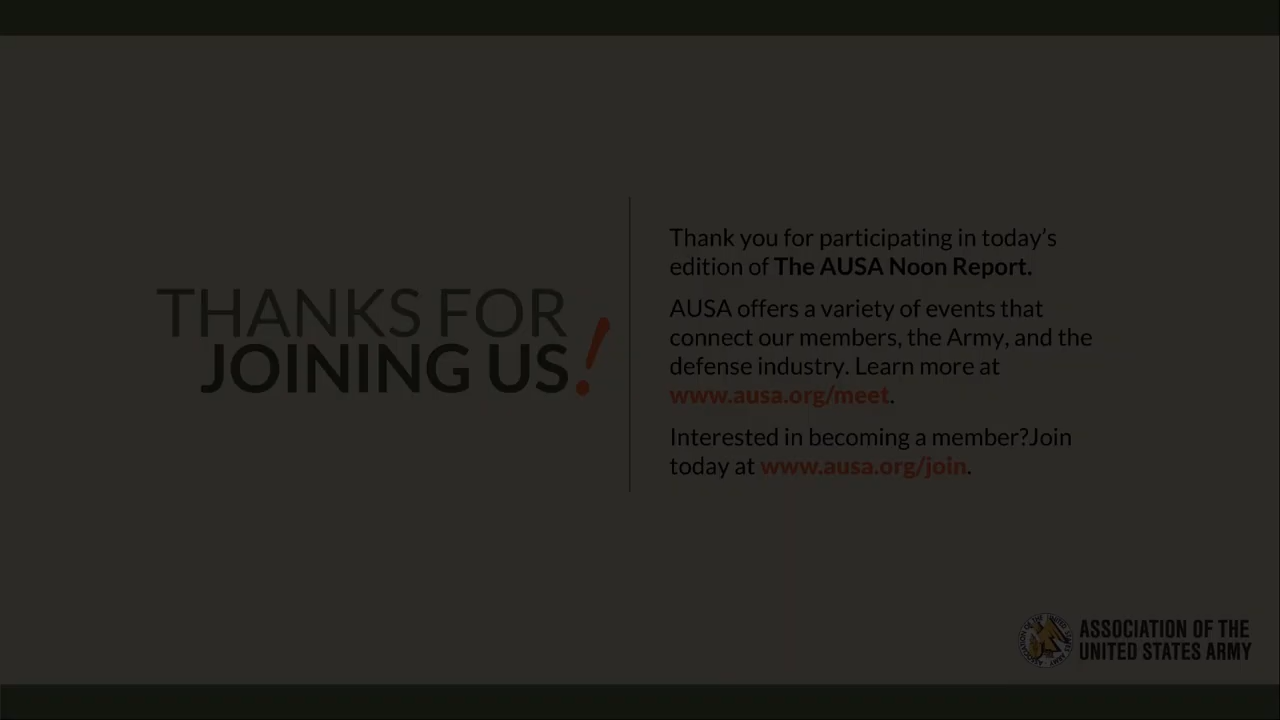 THANKS FOR
JOINING US!
Thank you for participating in today's
edition of The AUSA Noon Report.
AUSA offers a variety of events that
connect our members, the Army, and the
defense industry. Learn more at
www.ausa.org/meet.
Interested in becoming a member?Join
today at www.ausa.org/join.
ASSOCIATION OF THE
UNITED STATES ARMY